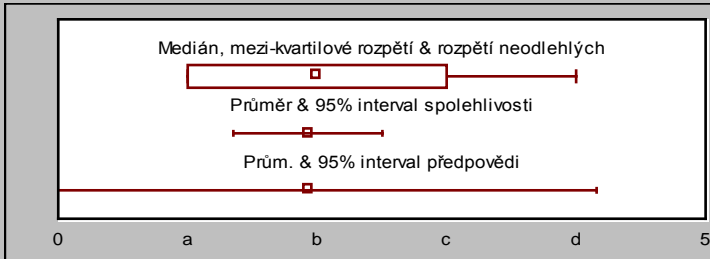 Medián, mezi-kvartilové rozpětí & rozpětí neodlehlých
Průměr & 95% interval spolehlivosti
Prům. & 95% interval předpovědi
0 a b c d 5